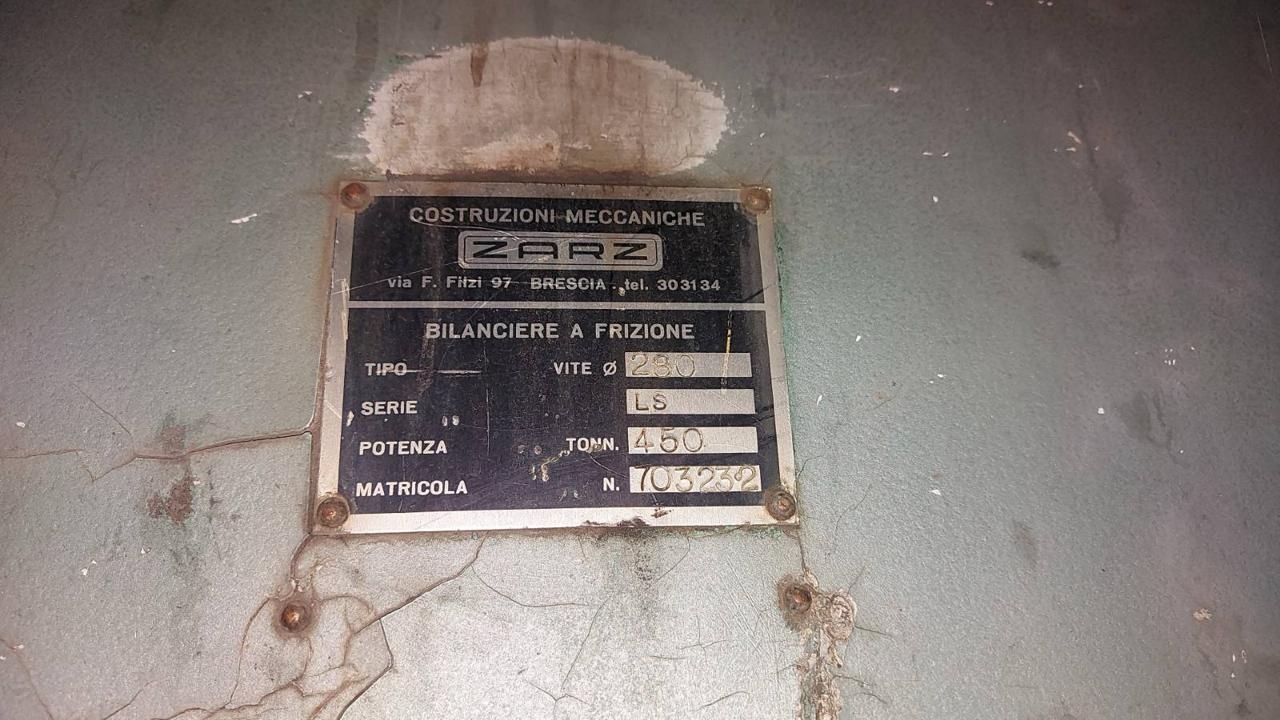 COSTRUZIONI MECCANICHE
ZARZ
via F. Filzi 97 BRESCIA . tel. 303134
BILANCIERE A FRIZIONE
TIPO VITE Ø 280
SERIE LS
POTENZA TONN. 450
MATRICOLA N. 703232